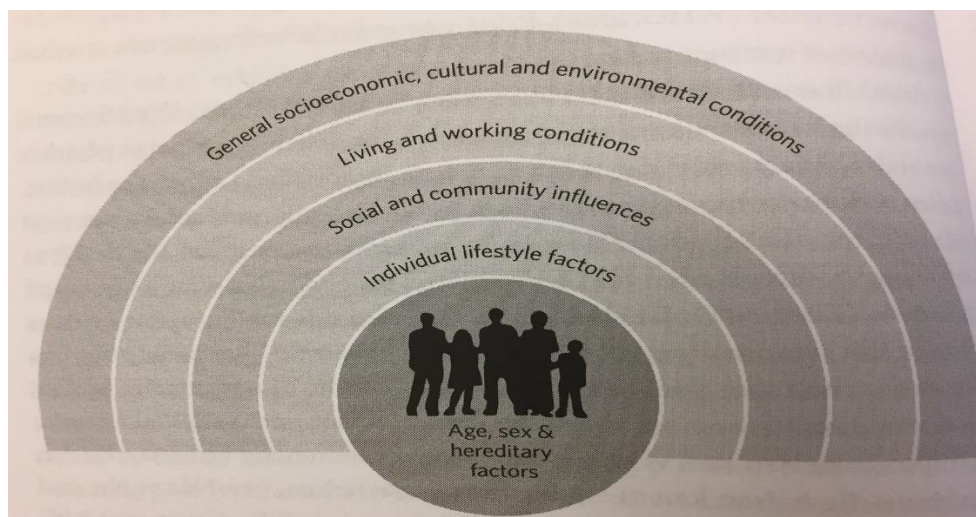 General socioeconomic, cultural and environmental conditions
Living and working conditions
Social and community influences
Individual lifestyle factors
Age, sex &
hereditary
factors